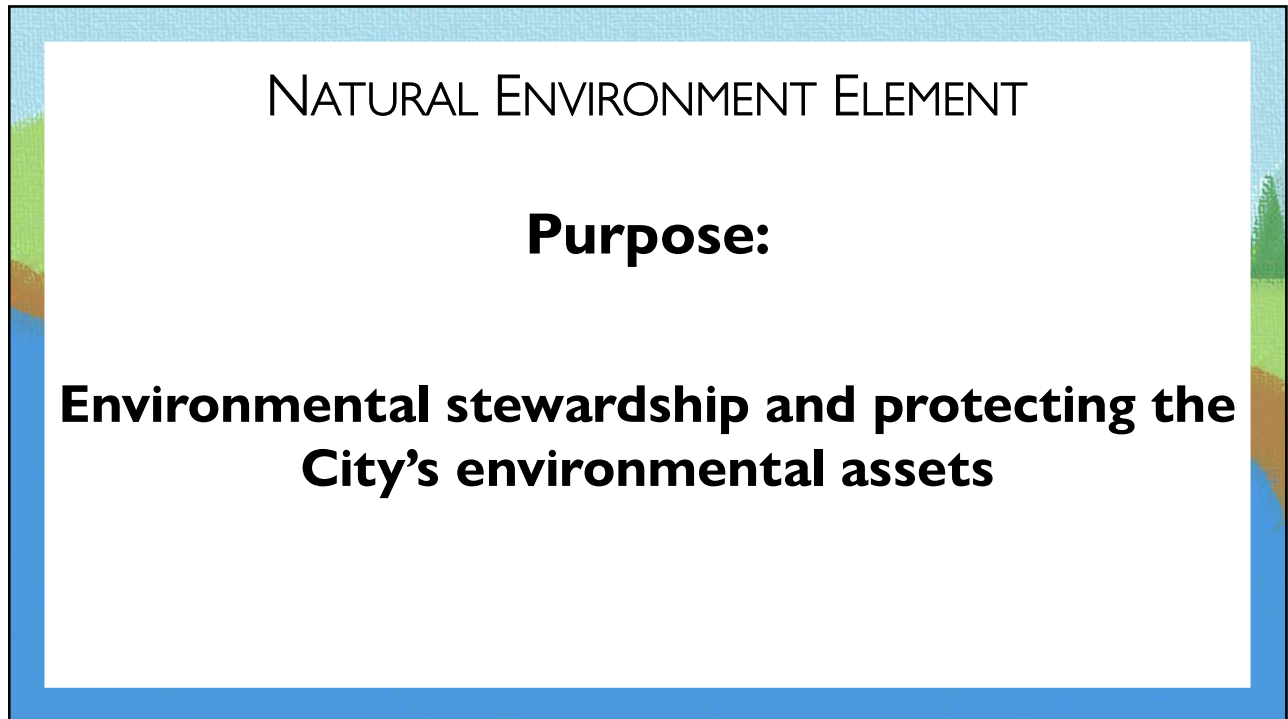 NATURAL ENVIRONMENT ELEMENT
Purpose:
Environmental stewardship and protecting the
City’s environmental assets